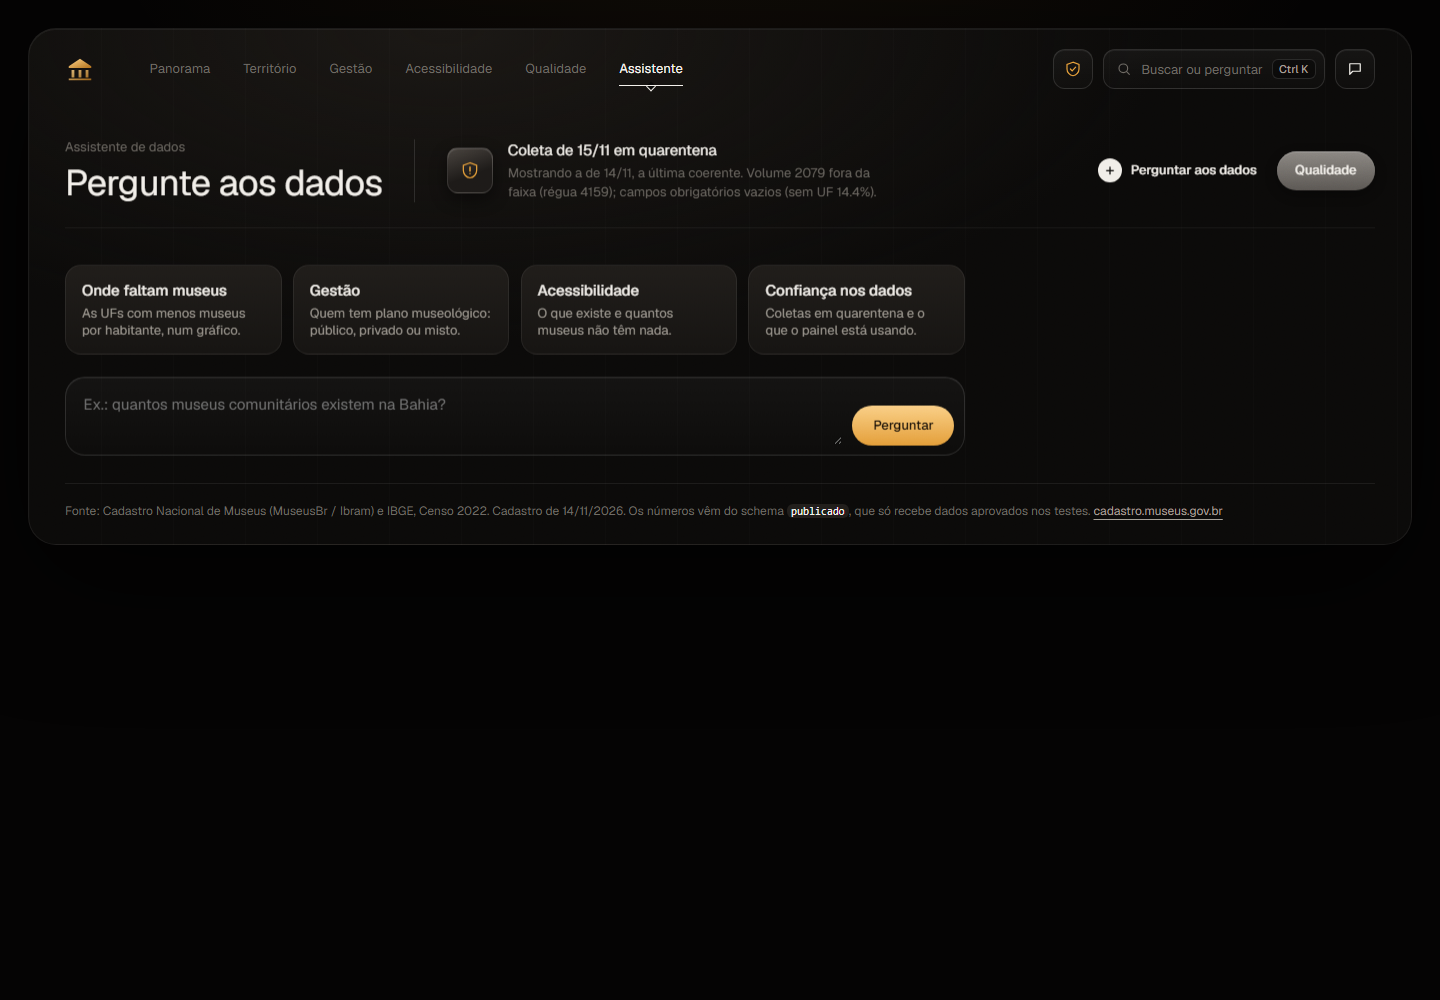 Panorama
Território
Gestão
Acessibilidade
Qualidade
Assistente
Buscar ou perguntar
Ctrl K
Assistente de dados
Pergunte aos dados
Coleta de 15/11 em quarentena
Mostrando a de 14/11, a última coerente. Volume 2079 fora da
faixa (régua 4159); campos obrigatórios vazios (sem UF 14.4%).
Perguntar aos dados
Qualidade
Onde faltam museus
As UFs com menos museus
por habitante, num gráfico.
Gestão
Quem tem plano museológico:
público, privado ou misto.
Acessibilidade
O que existe e quantos
museus não têm nada.
Confiança nos dados
Coletas em quarentena e o
que o painel está usando.
Ex.: quantos museus comunitários existem na Bahia?
Perguntar
Fonte: Cadastro Nacional de Museus (MuseusBr / Ibram) e IBGE, Censo 2022. Cadastro de 14/11/2026. Os números vêm do schema publicado, que só recebe dados aprovados nos testes. cadastro.museus.gov.br